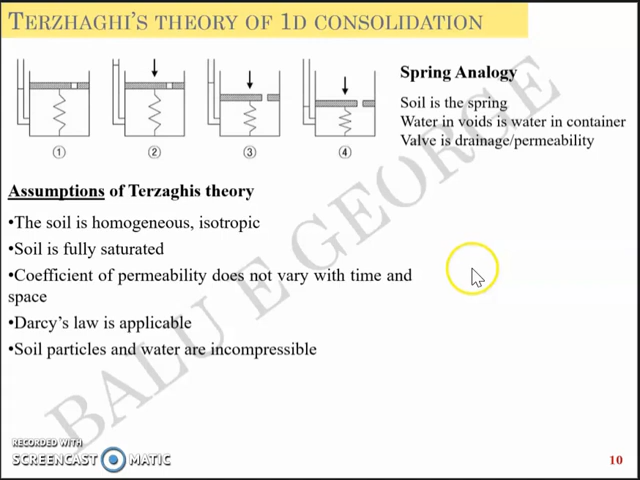 TERZHAGHI'S THEORY OF 1D CONSOLIDATION
Spring Analogy
Soil is the spring
Water in voids is water in container
Valve is drainage/permeability
① ② ③ ④
Assumptions of Terzaghis theory
•The soil is homogeneous, isotropic
•Soil is fully saturated
•Coefficient of permeability does not vary with time and
space
•Darcy's law is applicable
•Soil particles and water are incompressible
BALU E GEORGE
RECORDED WITH
SCREENCAST MATIC
10